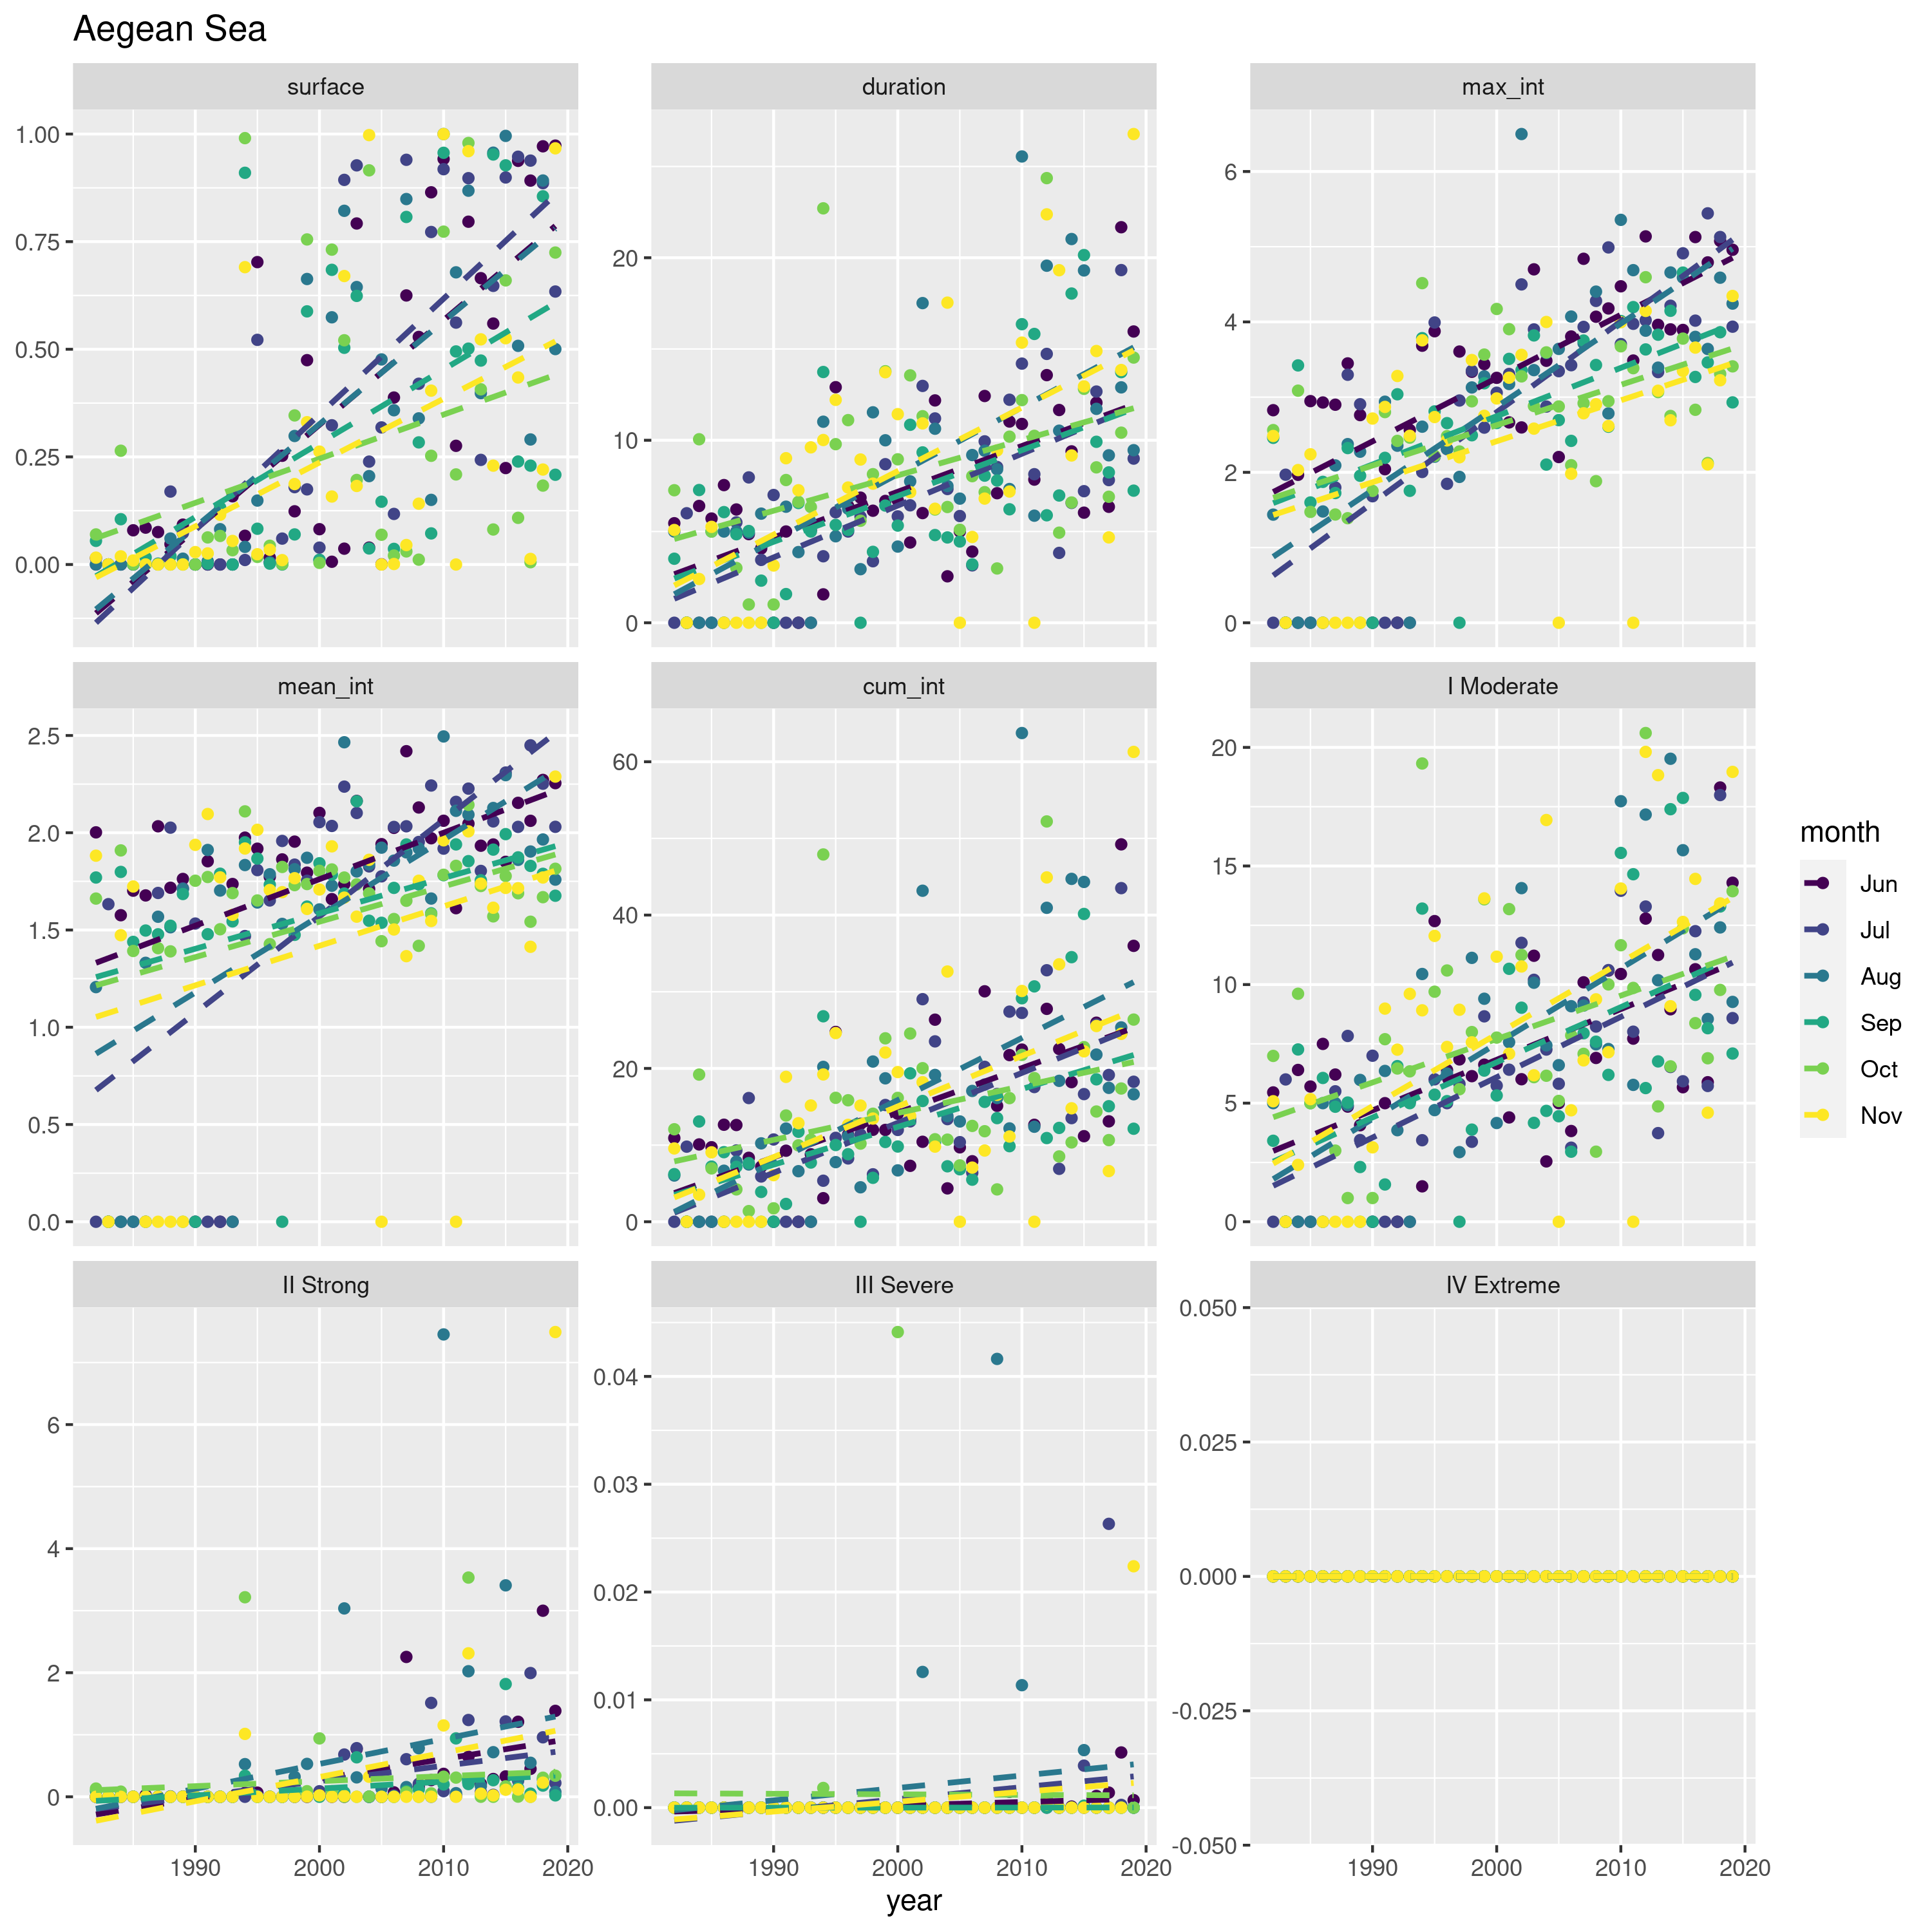 Aegean Sea
surface
duration
max_int
1.00
0.75
0.50
0.25
0.00
20
10
0
6
4
2
0
mean_int
cum_int
I Moderate
2.5
2.0
1.5
1.0
0.5
0.0
60
40
20
0
20
15
10
5
0
II Strong
III Severe
IV Extreme
6
4
2
0
0.04
0.03
0.02
0.01
0.00
0.050
0.025
0.000
-0.025
-0.050
1990 2000 2010 2020
1990 2000 2010 2020
1990 2000 2010 2020
year
month
Jun
Jul
Aug
Sep
Oct
Nov